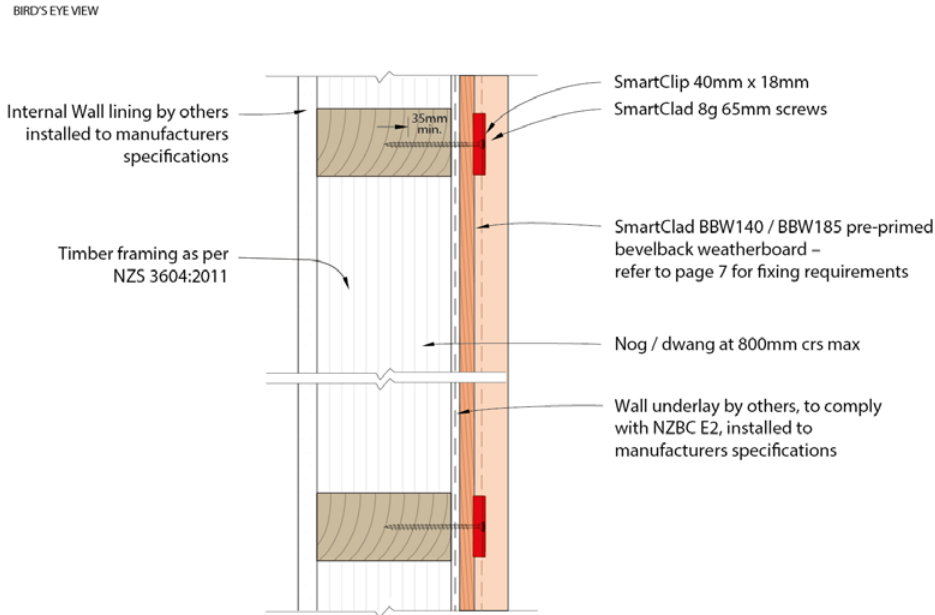 BIRD'S EYE VIEW
Internal Wall lining by others
installed to manufacturers
specifications
35mm
min.
SmartClip 40mm x 18mm
SmartClad 8g 65mm screws
Timber framing as per
NZS 3604:2011
SmartClad BBW140 / BBW185 pre-primed
bevelback weatherboard –
refer to page 7 for fixing requirements
Nog / dwang at 800mm crs max
Wall underlay by others, to comply
with NZBC E2, installed to
manufacturers specifications